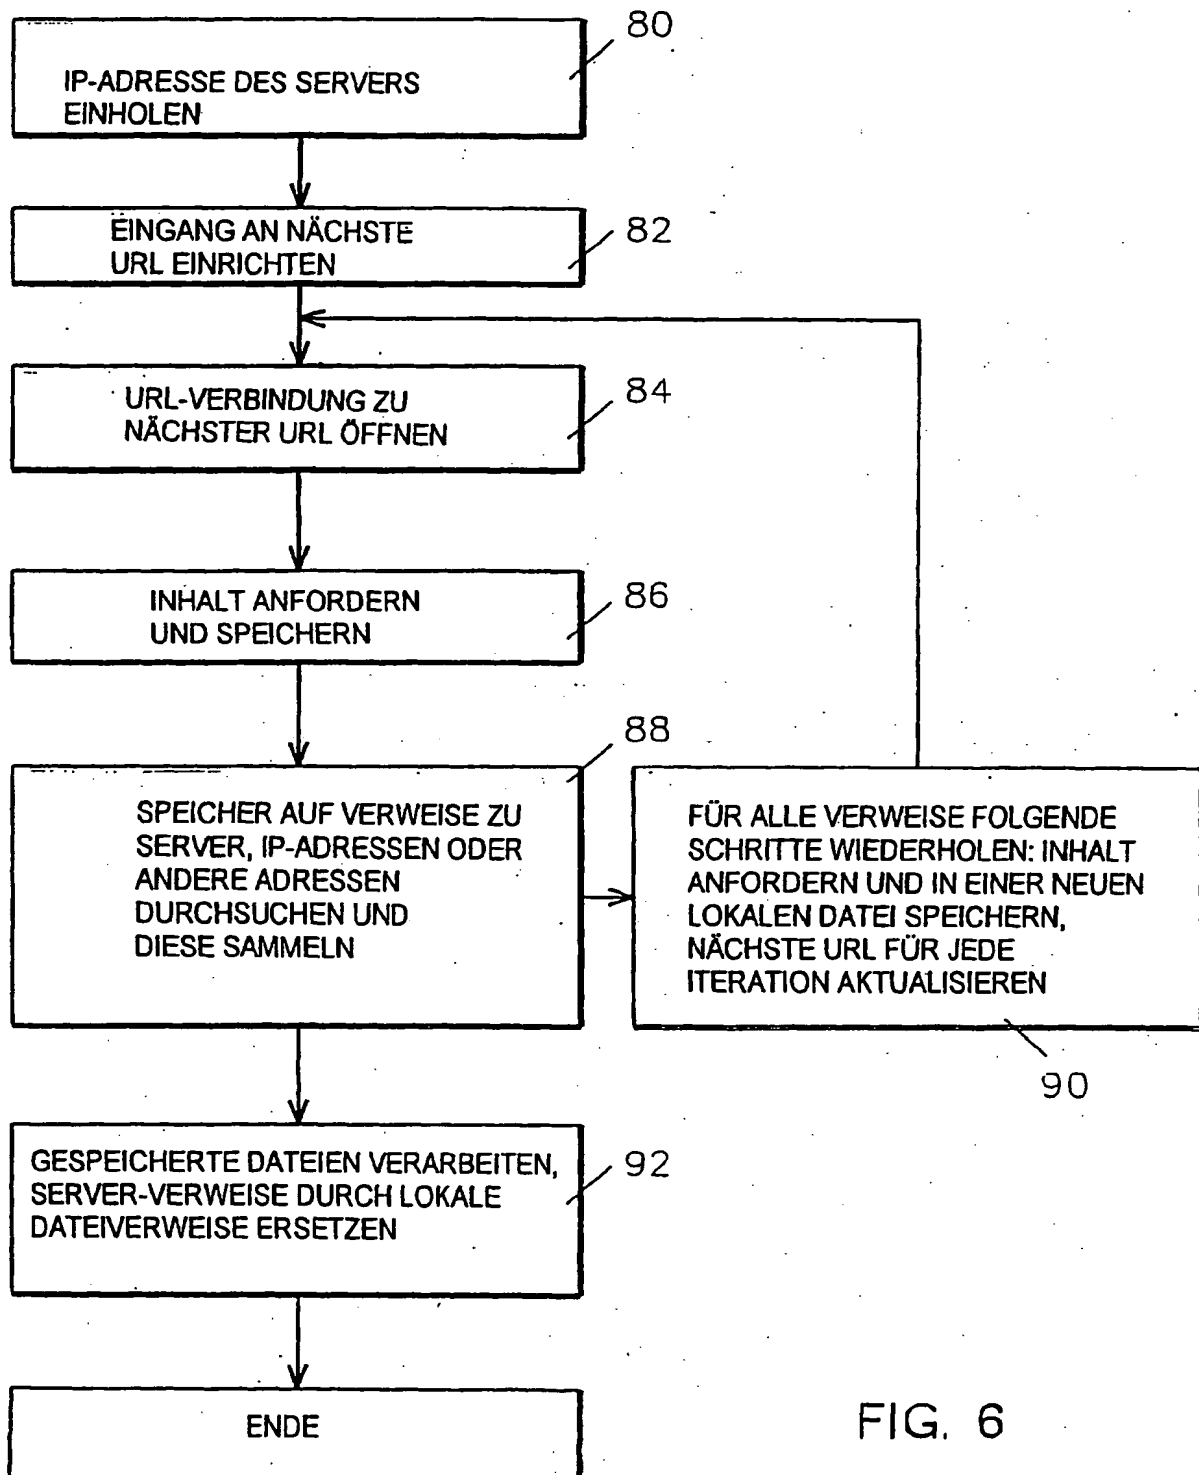 80
IP-ADRESSE DES SERVERS
EINHOLEN
82
EINGANG AN NÄCHSTE
URL EINRICHTEN
84
URL-VERBINDUNG ZU
NÄCHSTER URL ÖFFNEN
86
INHALT ANFORDERN
UND SPEICHERN
88
SPEICHER AUF VERWEISE ZU
SERVER, IP-ADRESSEN ODER
ANDERE ADRESSEN
DURCHSUCHEN UND
DIESE SAMMELN
FÜR ALLE VERWEISE FOLGENDE
SCHRITTE WIEDERHOLEN: INHALT
ANFORDERN UND IN EINER NEUEN
LOKALEN DATEI SPEICHERN,
NÄCHSTE URL FÜR JEDE
ITERATION AKTUALISIEREN
90
92
GESPEICHERTE DATEIEN VERARBEITEN,
SERVER-VERWEISE DURCH LOKALE
DATEIVERWEISE ERSETZEN
ENDE
FIG. 6